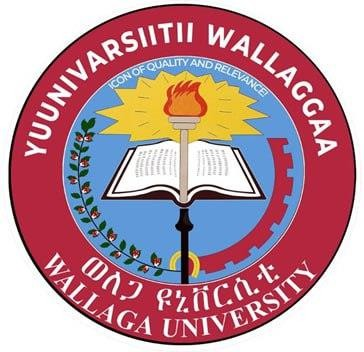 YUUNIVARSIITII WALLAGGAA
ICON OF QUALITY AND RELEVANCE!
ወለጋ ዩኒቨርሲቲ
WALLAGA UNIVERSITY